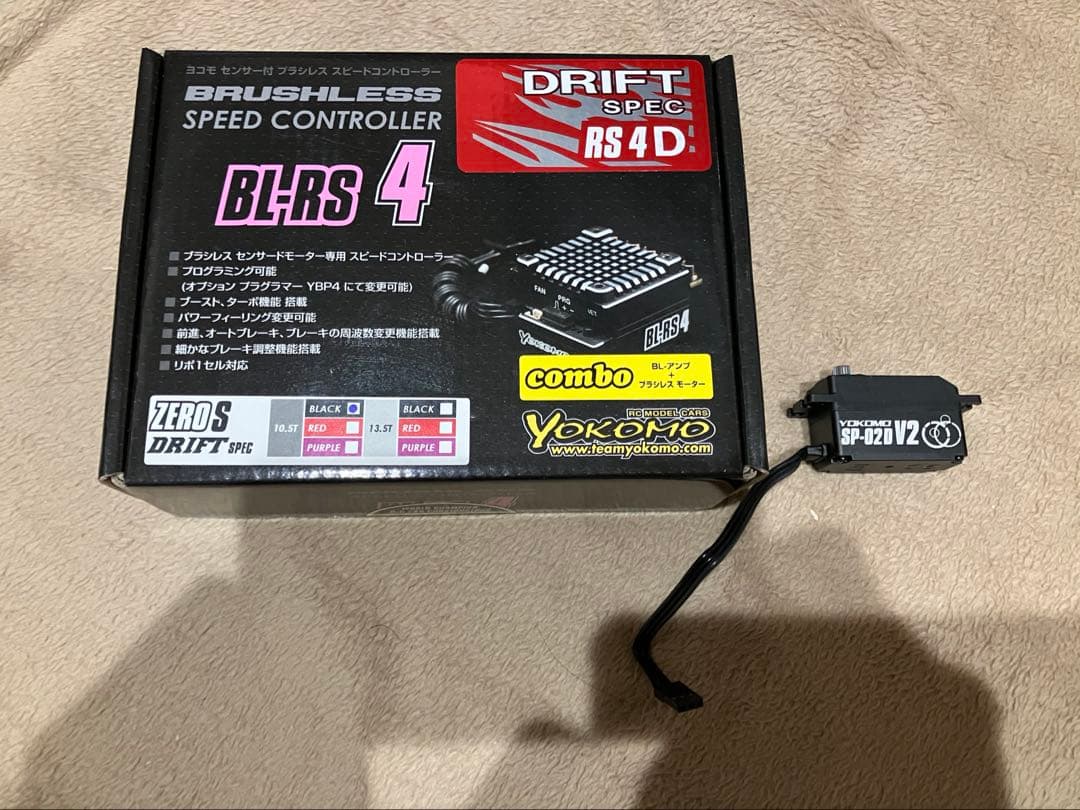 ヨコモ センサー付 ブラシレス スピードコントローラー
BRUSHLESS
SPEED CONTROLLER
BL-RS 4
DRIFT
SPEC
RS 4 D
■ ブラシレス センサードモーター専用 スピードコントローラー
■ プログラミング可能
(オプション プラグラマー YBP4 にて変更可能)
■ ブースト、ターボ機能 搭載
■ パワーフィーリング変更可能
■ 前進、オートブレーキ、ブレーキの周波数変更機能搭載
■ 細かなブレーキ調整機能搭載
■ リポ1セル対応
FAN
PRG
YOKOMO
BL-RS4
combo
BL-アンプ
+
ブラシレス モーター
ZERO S
DRIFT SPEC
10.5T
BLACK
RED
PURPLE
13.5T
BLACK
RED
PURPLE
RC MODEL CARS
YOKOMO
www.teamyokomo.com
YOKOMO
SP-02D V2